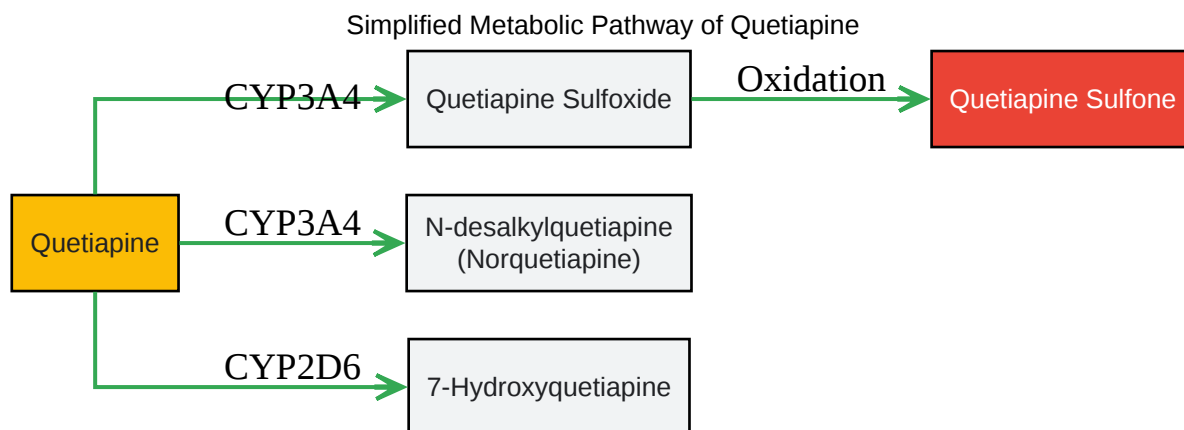 Simplified Metabolic Pathway of Quetiapine
CYP3A4
Quetiapine Sulfoxide
Oxidation
Quetiapine Sulfone
Quetiapine
CYP3A4
N-desalkylquetiapine
(Norquetiapine)
CYP2D6
7-Hydroxyquetiapine